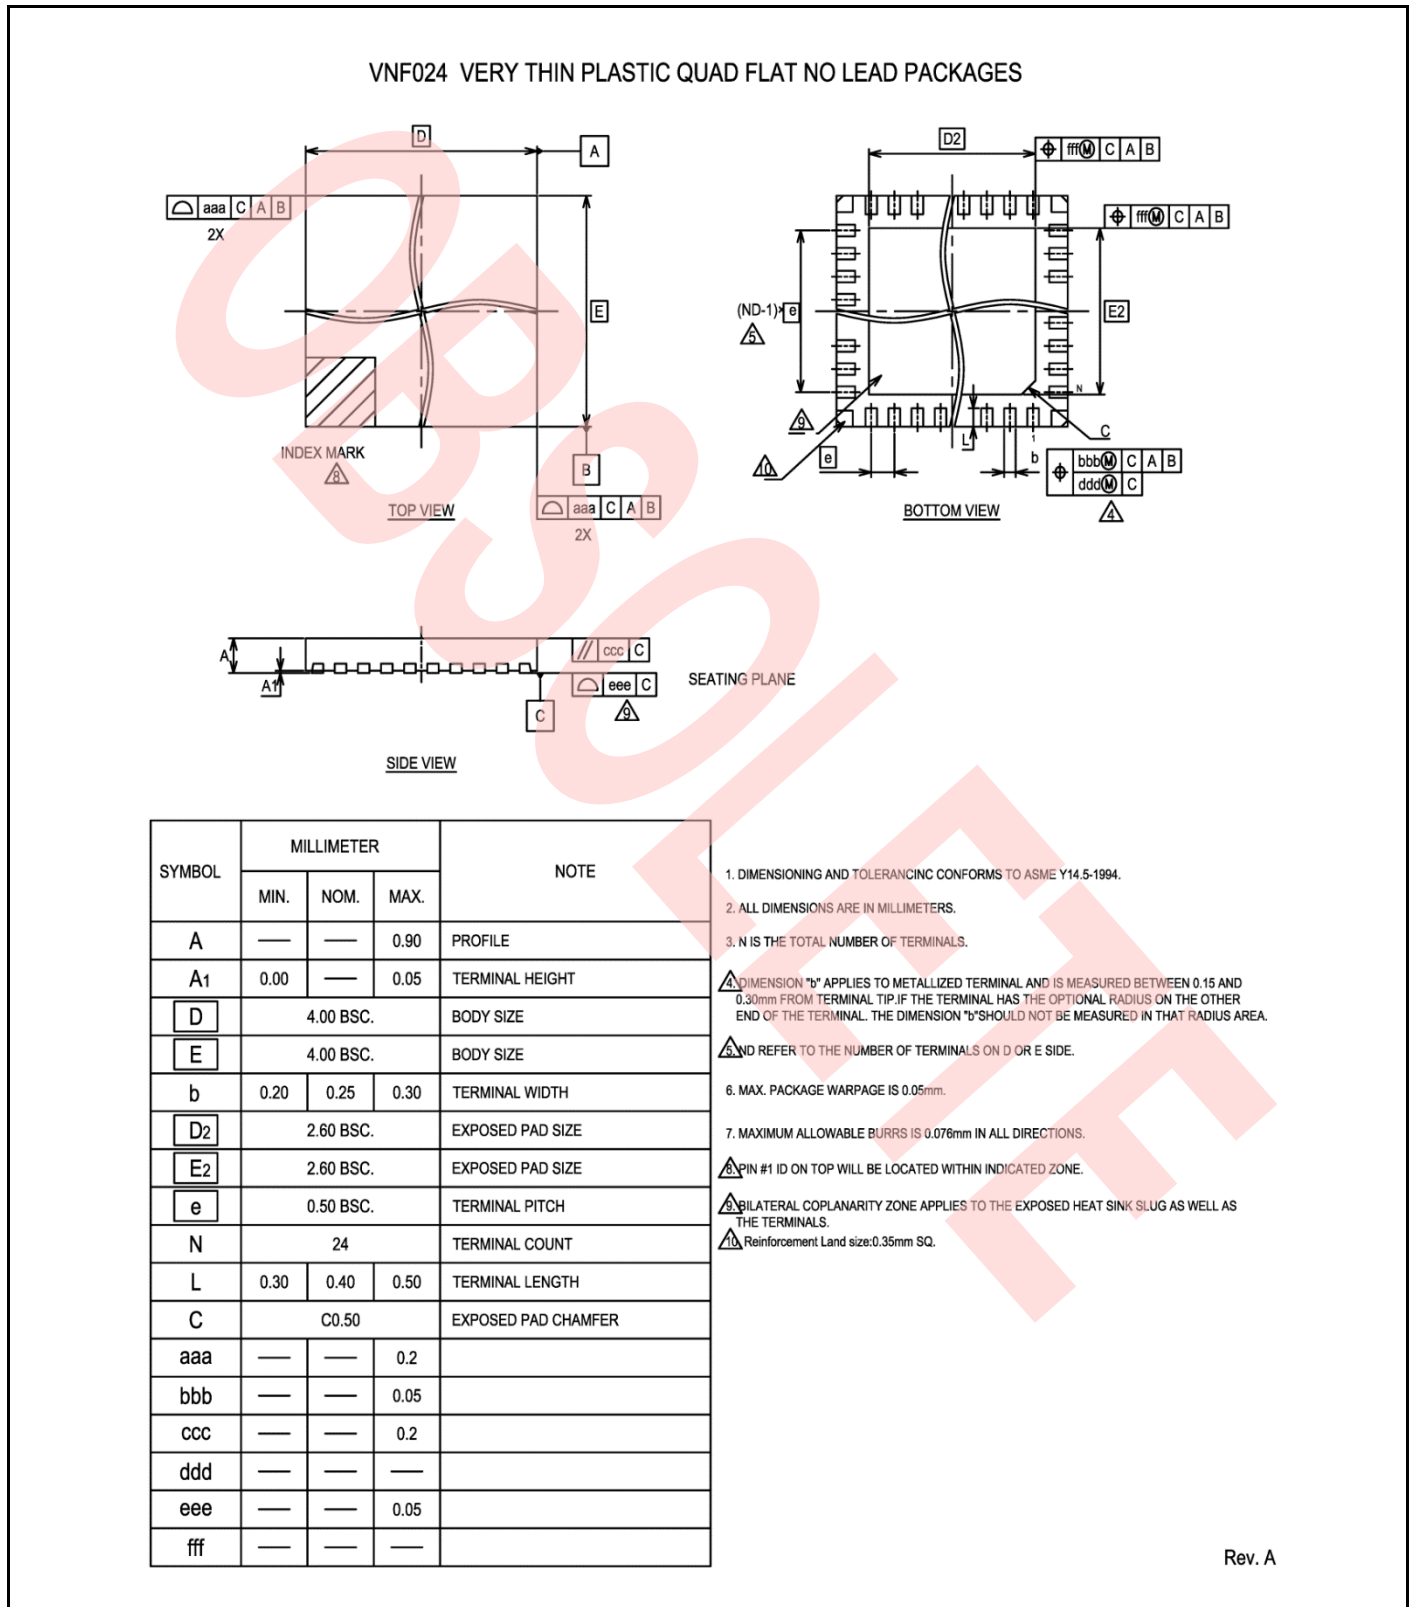 VNF024 VERY THIN PLASTIC QUAD FLAT NO LEAD PACKAGES
D
A
aaa C A B
2X
E
INDEX MARK
8
B
TOP VIEW
aaa C A B
2X
D2
fffⓂ C A B
fffⓂ C A B
(ND-1)× e
5
E2
N
9
10
e
L
1
b
C
bbbⓂ C A B
dddⓂ C
4
BOTTOM VIEW
A
A1
// ccc C
eee C
9
C
SEATING PLANE
SIDE VIEW
OBSOLETE
SYMBOL MILLIMETER NOTE
MIN. NOM. MAX.
A — — 0.90 PROFILE
A1 0.00 — 0.05 TERMINAL HEIGHT
D 4.00 BSC. BODY SIZE
E 4.00 BSC. BODY SIZE
b 0.20 0.25 0.30 TERMINAL WIDTH
D2 2.60 BSC. EXPOSED PAD SIZE
E2 2.60 BSC. EXPOSED PAD SIZE
e 0.50 BSC. TERMINAL PITCH
N 24 TERMINAL COUNT
L 0.30 0.40 0.50 TERMINAL LENGTH
C C0.50 EXPOSED PAD CHAMFER
aaa — — 0.2
bbb — — 0.05
ccc — — 0.2
ddd — — —
eee — — 0.05
fff — — —
1. DIMENSIONING AND TOLERANCINC CONFORMS TO ASME Y14.5-1994.
2. ALL DIMENSIONS ARE IN MILLIMETERS.
3. N IS THE TOTAL NUMBER OF TERMINALS.
4. DIMENSION "b" APPLIES TO METALLIZED TERMINAL AND IS MEASURED BETWEEN 0.15 AND
0.30mm FROM TERMINAL TIP.IF THE TERMINAL HAS THE OPTIONAL RADIUS ON THE OTHER
END OF THE TERMINAL. THE DIMENSION "b"SHOULD NOT BE MEASURED IN THAT RADIUS AREA.
5. ND REFER TO THE NUMBER OF TERMINALS ON D OR E SIDE.
6. MAX. PACKAGE WARPAGE IS 0.05mm.
7. MAXIMUM ALLOWABLE BURRS IS 0.076mm IN ALL DIRECTIONS.
8. PIN #1 ID ON TOP WILL BE LOCATED WITHIN INDICATED ZONE.
9. BILATERAL COPLANARITY ZONE APPLIES TO THE EXPOSED HEAT SINK SLUG AS WELL AS
THE TERMINALS.
10. Reinforcement Land size:0.35mm SQ.
Rev. A